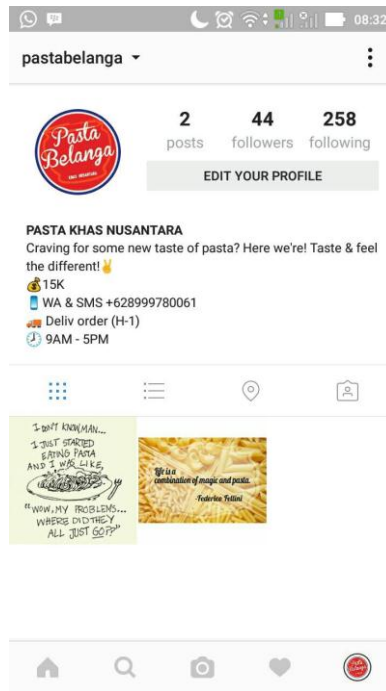 08:32
pastabelanga
Pasta
Belanga
2
posts
44
followers
258
following
EDIT YOUR PROFILE
PASTA KHAS NUSANTARA
Craving for some new taste of pasta? Here we're! Taste & feel
the different!✌
💰15K
📱 WA & SMS +628999780061
🚚 Deliv order (H-1)
🕗 9AM - 5PM
I DON'T KNOW, MAN...
I JUST STARTED
EATING PASTA
AND I WAS LIKE,
"WOW, MY PROBLEMS...
WHERE DID THEY
ALL JUST GO??"
Life is a
combination of magic and pasta.
Federico Fellini